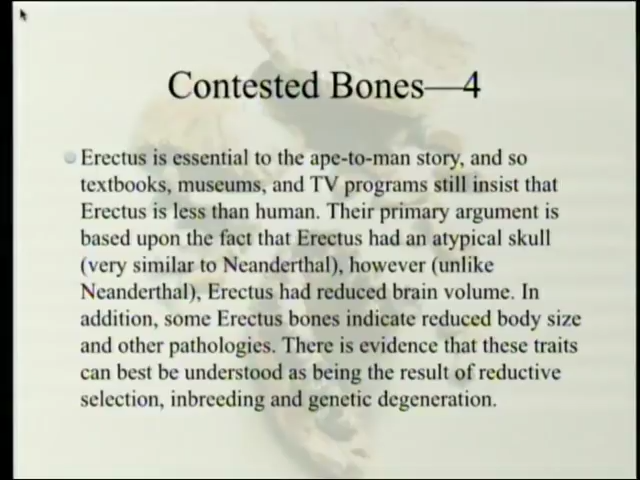 Contested Bones—4
Erectus is essential to the ape-to-man story, and so
textbooks, museums, and TV programs still insist that
Erectus is less than human. Their primary argument is
based upon the fact that Erectus had an atypical skull
(very similar to Neanderthal), however (unlike
Neanderthal), Erectus had reduced brain volume. In
addition, some Erectus bones indicate reduced body size
and other pathologies. There is evidence that these traits
can best be understood as being the result of reductive
selection, inbreeding and genetic degeneration.